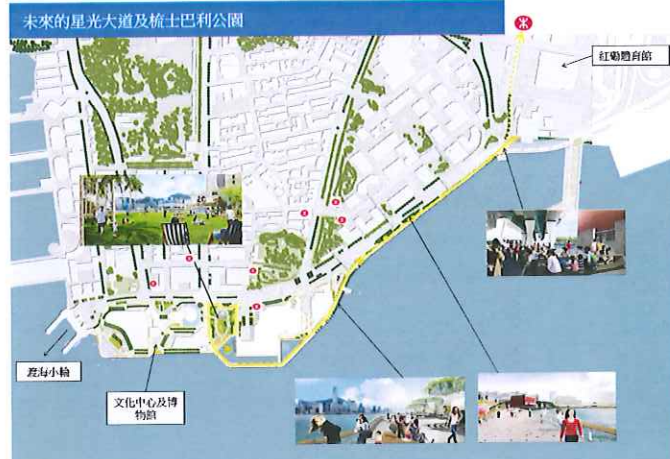 未來的星光大道及梳士巴利公園
紅磡體育館
渡海小輪
文化中心及博
物館